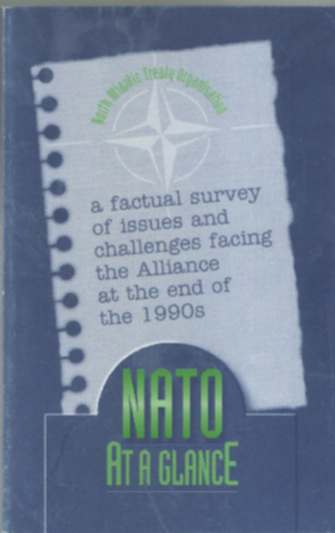 North Atlantic Treaty Organisation
a factual survey
of issues and
challenges facing
the Alliance
at the end of
the 1990s
NATO
AT A GLANCE